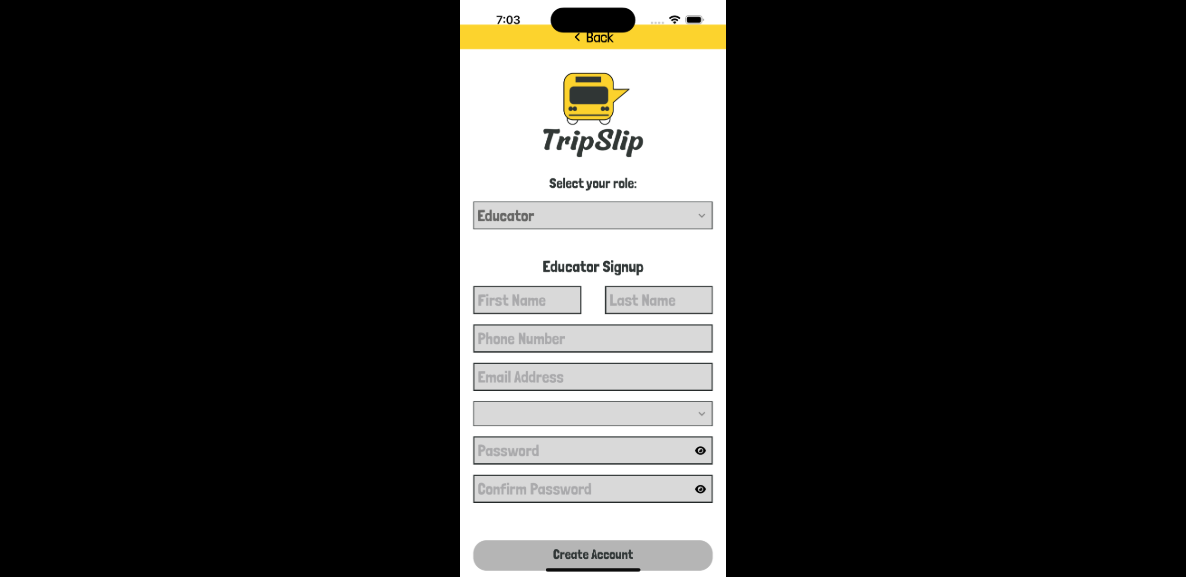 7:03
Back
TripSlip
Select your role:
Educator
Educator Signup
First Name
Last Name
Phone Number
Email Address
Password
Confirm Password
Create Account